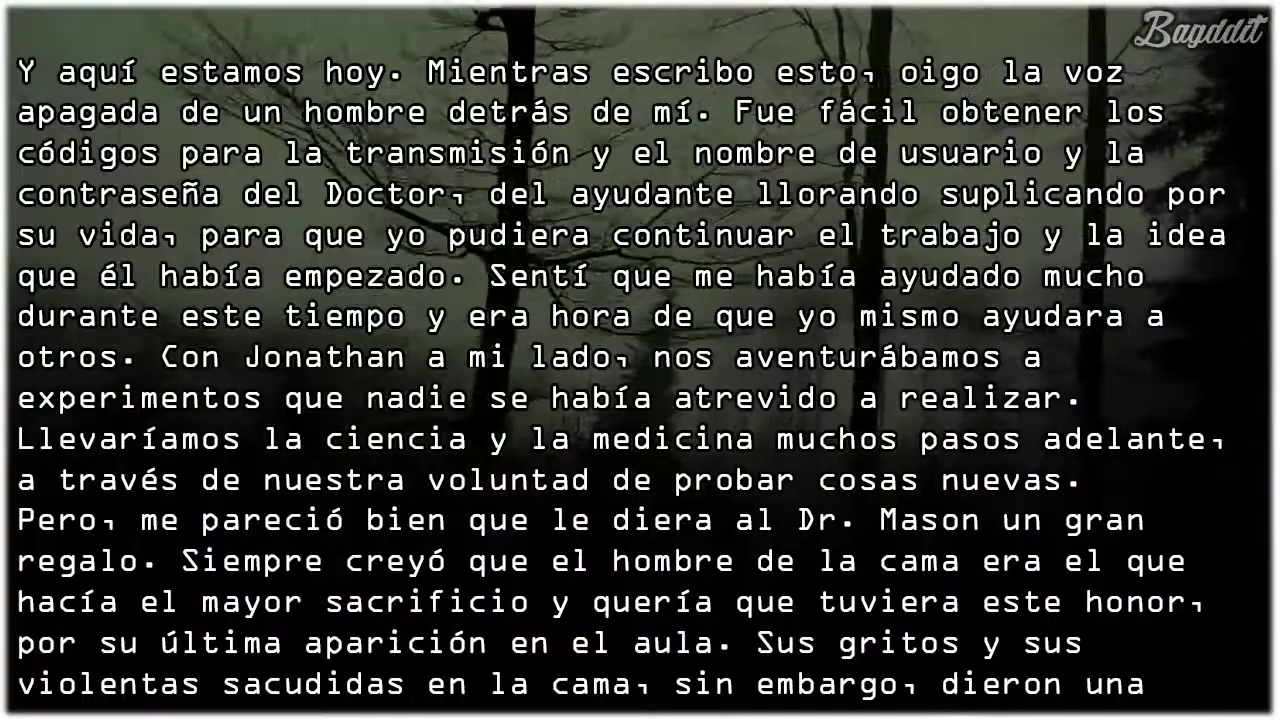 Bagddit
Y aquí estamos hoy. Mientras escribo esto, oigo la voz
apagada de un hombre detrás de mí. Fue fácil obtener los
códigos para la transmisión y el nombre de usuario y la
contraseña del Doctor, del ayudante llorando suplicando por
su vida, para que yo pudiera continuar el trabajo y la idea
que él había empezado. Sentí que me había ayudado mucho
durante este tiempo y era hora de que yo mismo ayudara a
otros. Con Jonathan a mi lado, nos aventurábamos a
experimentos que nadie se había atrevido a realizar.
Llevaríamos la ciencia y la medicina muchos pasos adelante,
a través de nuestra voluntad de probar cosas nuevas.
Pero, me pareció bien que le diera al Dr. Mason un gran
regalo. Siempre creyó que el hombre de la cama era el que
hacía el mayor sacrificio y quería que tuviera este honor,
por su última aparición en el aula. Sus gritos y sus
violentas sacudidas en la cama, sin embargo, dieron una